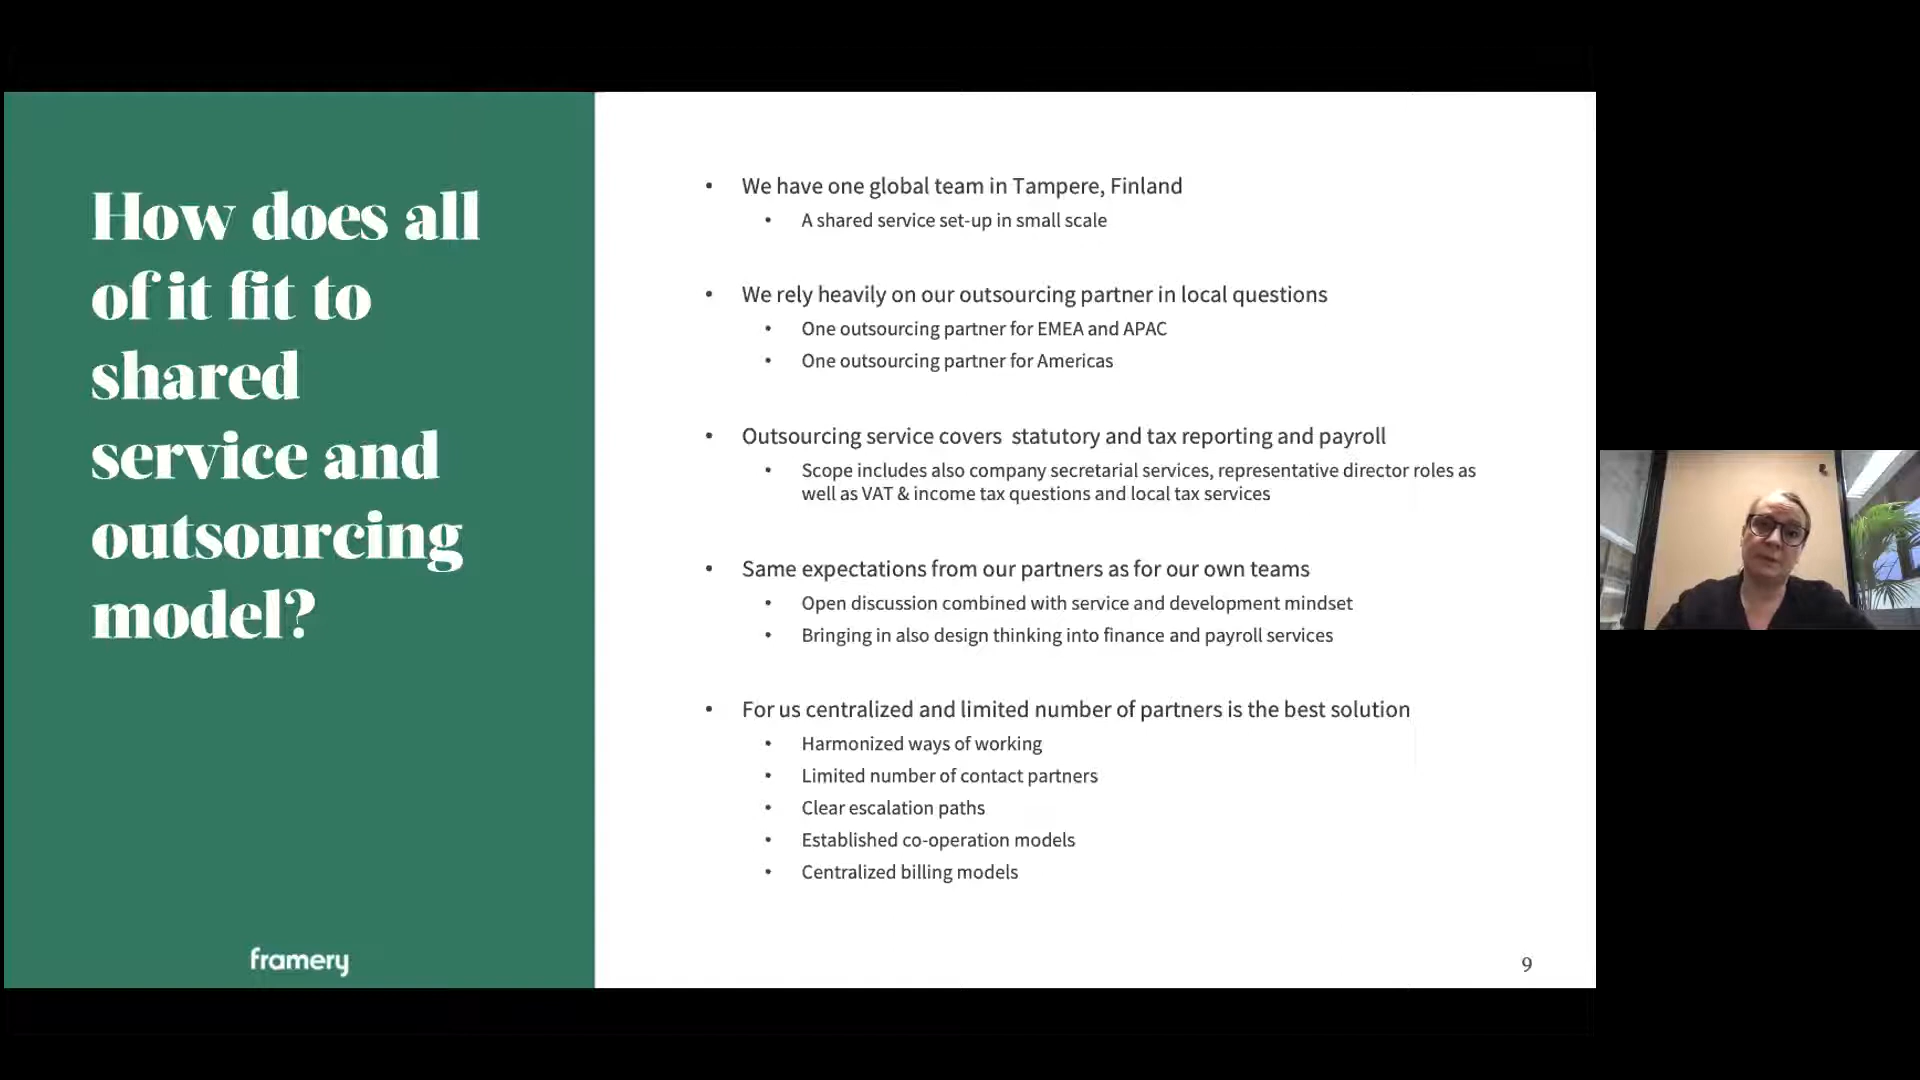 How does all
of it fit to
shared
service and
outsourcing
model?
framery
• We have one global team in Tampere, Finland
• A shared service set-up in small scale
• We rely heavily on our outsourcing partner in local questions
• One outsourcing partner for EMEA and APAC
• One outsourcing partner for Americas
• Outsourcing service covers statutory and tax reporting and payroll
• Scope includes also company secretarial services, representative director roles as
well as VAT & income tax questions and local tax services
• Same expectations from our partners as for our own teams
• Open discussion combined with service and development mindset
• Bringing in also design thinking into finance and payroll services
• For us centralized and limited number of partners is the best solution
• Harmonized ways of working
• Limited number of contact partners
• Clear escalation paths
• Established co-operation models
• Centralized billing models
9